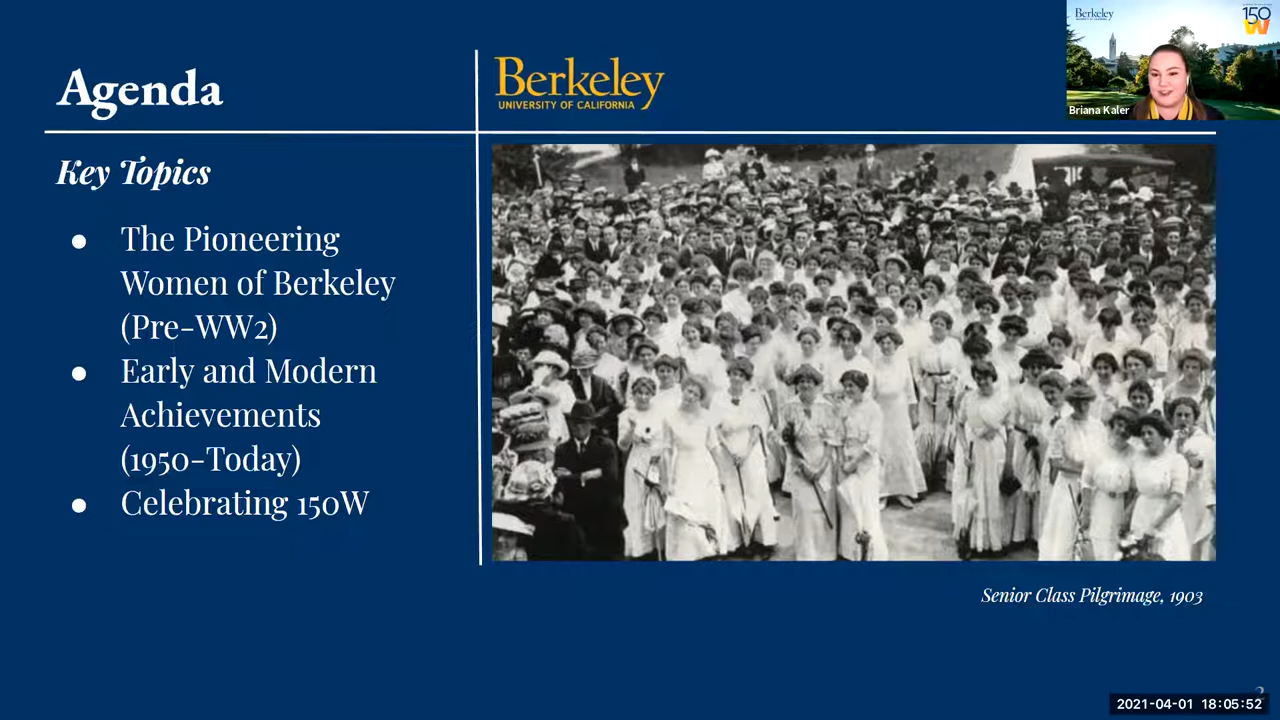 Agenda
Berkeley
UNIVERSITY OF CALIFORNIA
Berkeley
150
W
Briana Kaler
Key Topics
● The Pioneering
Women of Berkeley
(Pre-WW2)
● Early and Modern
Achievements
(1950-Today)
● Celebrating 150W
Senior Class Pilgrimage, 1903
2
2021-04-01 18:05:52